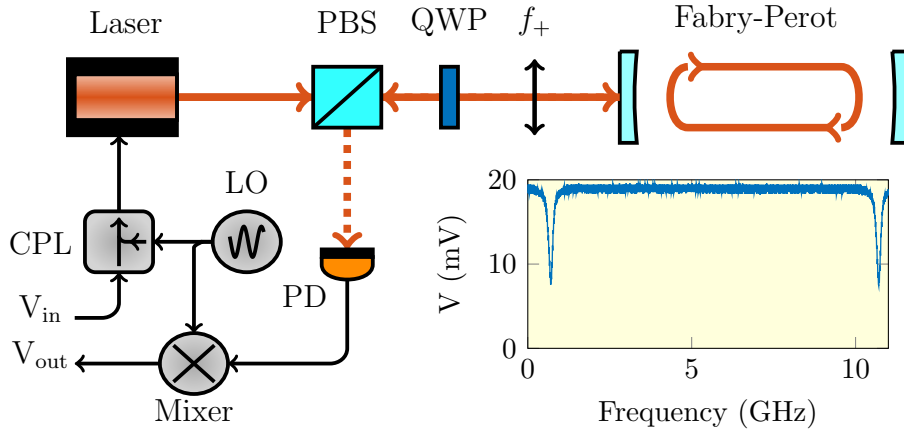 Laser
PBS
QWP
f+
Fabry-Perot
LO
CPL
PD
Vin
Vout
Mixer
20
10
0
V (mV)
0
5
10
Frequency (GHz)